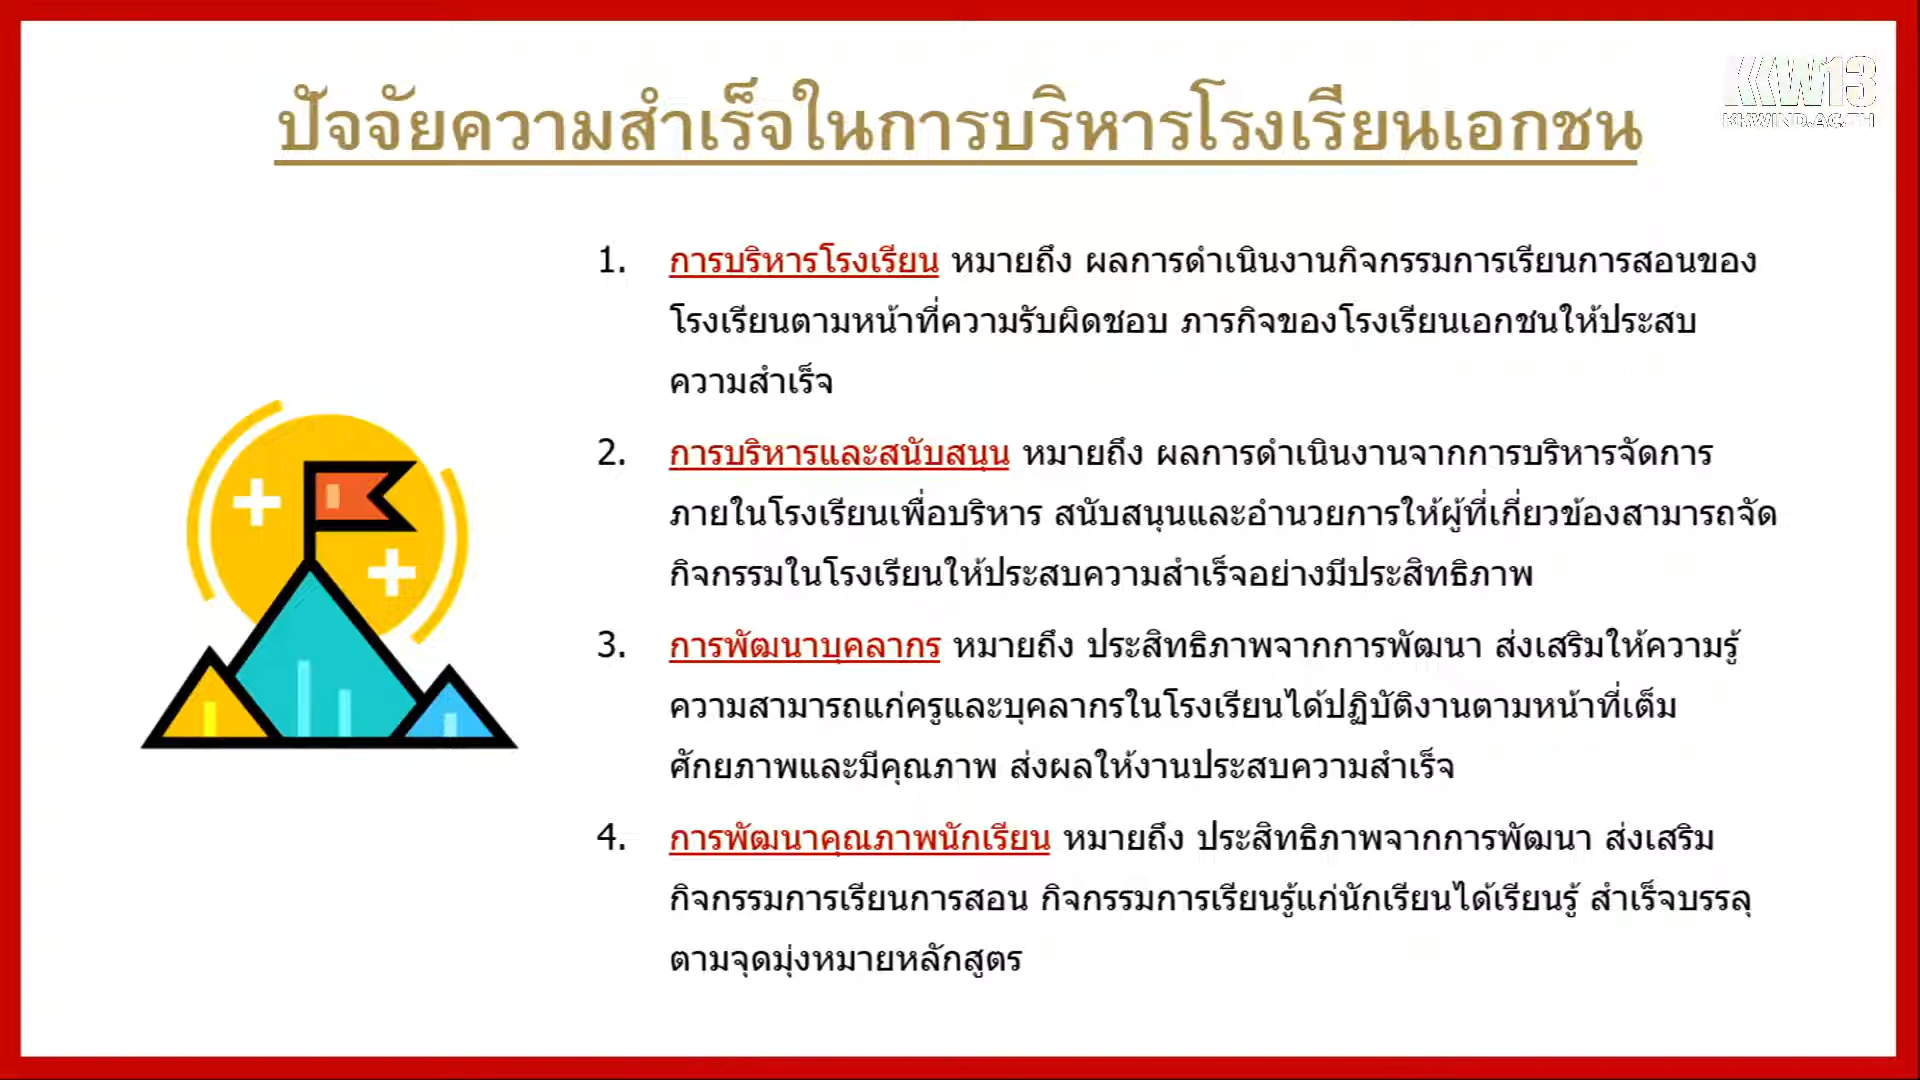 ปัจจัยความสำเร็จในการบริหารโรงเรียนเอกชน
KKW13
KKWIND.AC.TH
1. การบริหารโรงเรียน หมายถึง ผลการดำเนินงานกิจกรรมการเรียนการสอนของ
โรงเรียนตามหน้าที่ความรับผิดชอบ ภารกิจของโรงเรียนเอกชนให้ประสบ
ความสำเร็จ
2. การบริหารและสนับสนุน หมายถึง ผลการดำเนินงานจากการบริหารจัดการ
ภายในโรงเรียนเพื่อบริหาร สนับสนุนและอำนวยการให้ผู้ที่เกี่ยวข้องสามารถจัด
กิจกรรมในโรงเรียนให้ประสบความสำเร็จอย่างมีประสิทธิภาพ
3. การพัฒนาบุคลากร หมายถึง ประสิทธิภาพจากการพัฒนา ส่งเสริมให้ความรู้
ความสามารถแก่ครูและบุคลากรในโรงเรียนได้ปฏิบัติงานตามหน้าที่เต็ม
ศักยภาพและมีคุณภาพ ส่งผลให้งานประสบความสำเร็จ
4. การพัฒนาคุณภาพนักเรียน หมายถึง ประสิทธิภาพจากการพัฒนา ส่งเสริม
กิจกรรมการเรียนการสอน กิจกรรมการเรียนรู้แก่นักเรียนได้เรียนรู้ สำเร็จบรรลุ
ตามจุดมุ่งหมายหลักสูตร